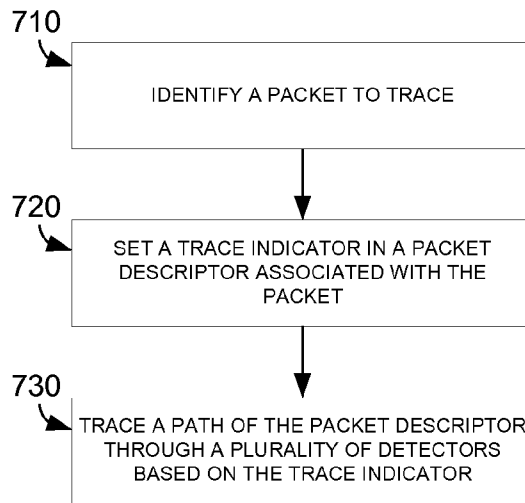 710
IDENTIFY A PACKET TO TRACE
720
SET A TRACE INDICATOR IN A PACKET
DESCRIPTOR ASSOCIATED WITH THE
PACKET
730
TRACE A PATH OF THE PACKET DESCRIPTOR
THROUGH A PLURALITY OF DETECTORS
BASED ON THE TRACE INDICATOR